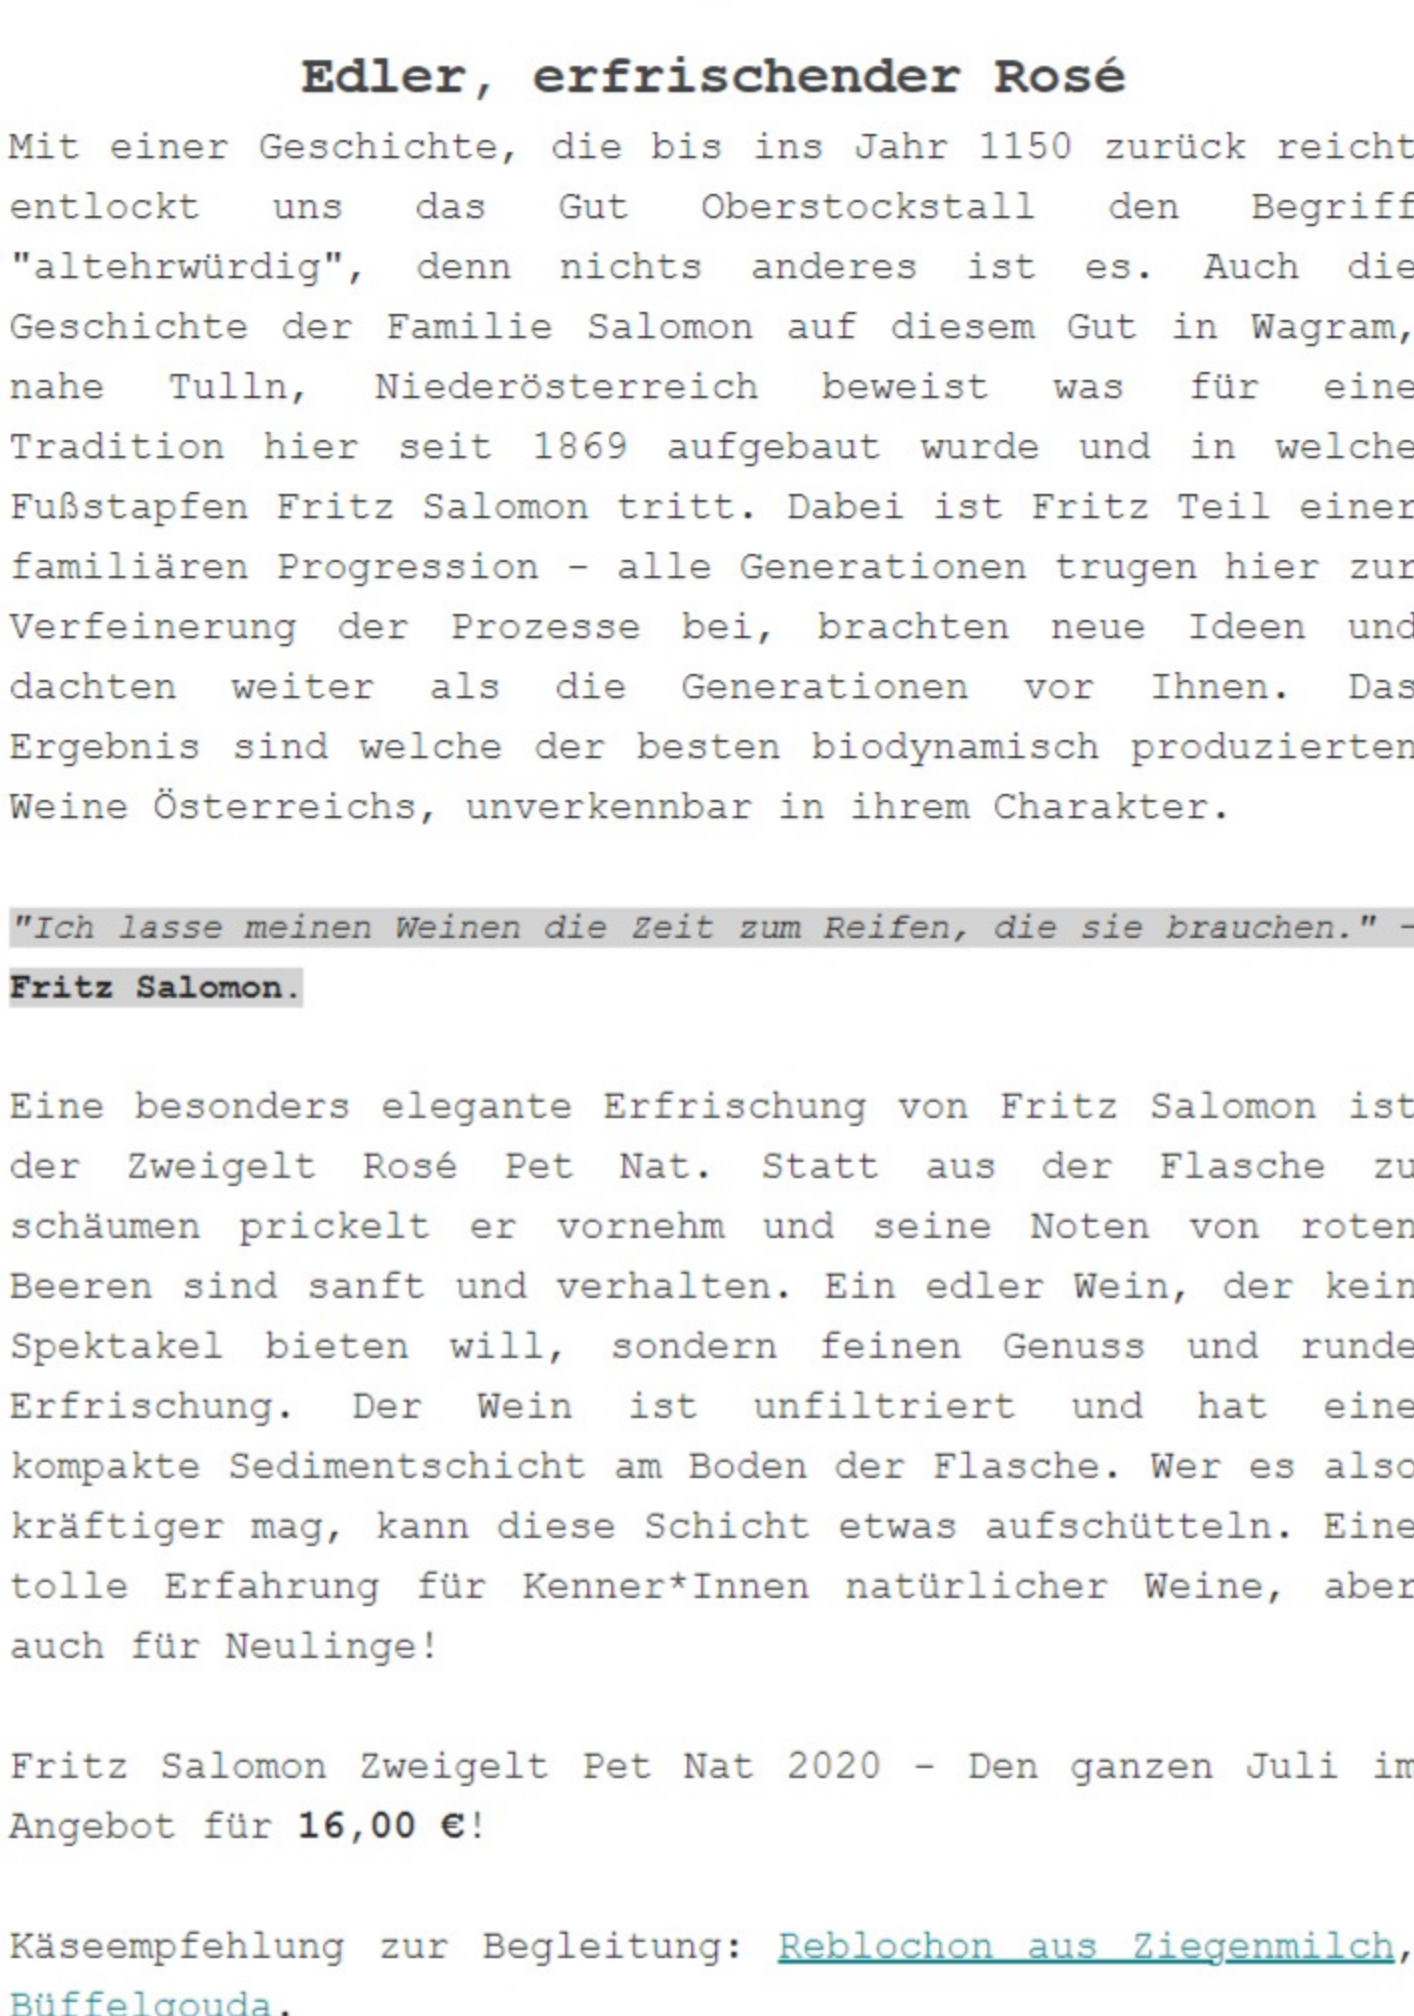 Edler, erfrischender Rosé
Mit einer Geschichte, die bis ins Jahr 1150 zurück reicht
entlockt uns das Gut Oberstockstall den Begriff
"altehrwürdig", denn nichts anderes ist es. Auch die
Geschichte der Familie Salomon auf diesem Gut in Wagram,
nahe Tulln, Niederösterreich beweist was für eine
Tradition hier seit 1869 aufgebaut wurde und in welche
Fußstapfen Fritz Salomon tritt. Dabei ist Fritz Teil einer
familiären Progression – alle Generationen trugen hier zur
Verfeinerung der Prozesse bei, brachten neue Ideen und
dachten weiter als die Generationen vor Ihnen. Das
Ergebnis sind welche der besten biodynamisch produzierten
Weine Österreichs, unverkennbar in ihrem Charakter.
"Ich lasse meinen Weinen die Zeit zum Reifen, die sie brauchen." –
Fritz Salomon.
Eine besonders elegante Erfrischung von Fritz Salomon ist
der Zweigelt Rosé Pet Nat. Statt aus der Flasche zu
schäumen prickelt er vornehm und seine Noten von roten
Beeren sind sanft und verhalten. Ein edler Wein, der kein
Spektakel bieten will, sondern feinen Genuss und runde
Erfrischung. Der Wein ist unfiltriert und hat eine
kompakte Sedimentschicht am Boden der Flasche. Wer es also
kräftiger mag, kann diese Schicht etwas aufschütteln. Eine
tolle Erfahrung für Kenner*Innen natürlicher Weine, aber
auch für Neulinge!
Fritz Salomon Zweigelt Pet Nat 2020 – Den ganzen Juli im
Angebot für 16,00 €!
Käseempfehlung zur Begleitung: Reblochon aus Ziegenmilch,
Büffelgouda.